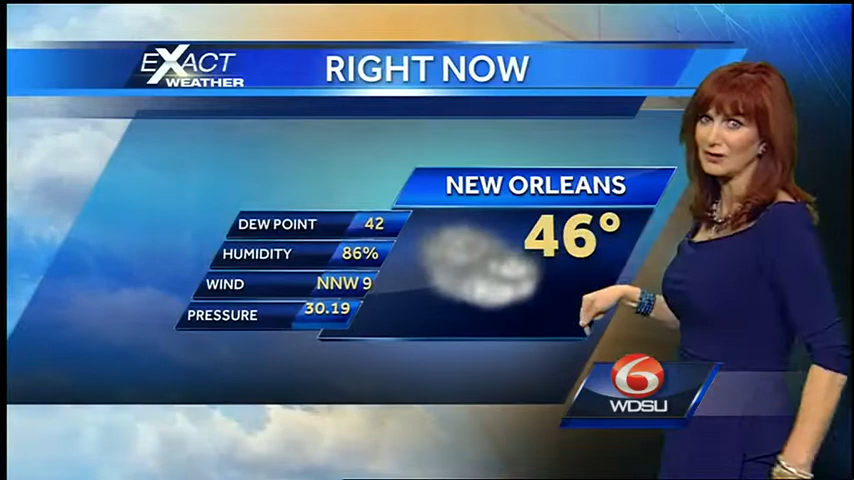 EXACT
WEATHER
RIGHT NOW
NEW ORLEANS
46°
DEW POINT 42
HUMIDITY 86%
WIND NNW 9
PRESSURE 30.19
6
WDSU